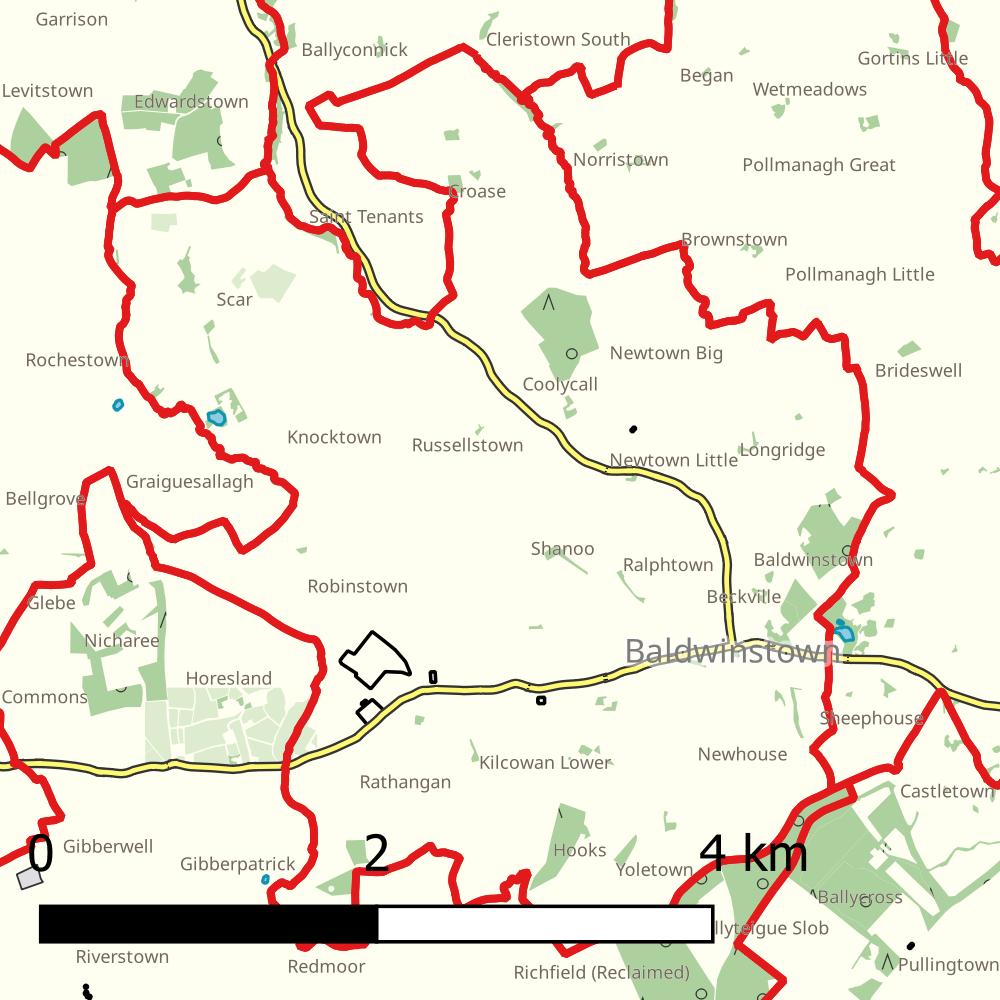 Garrison
Cleristown South
Ballyconnick
Gortins Little
Began
Levitstown
Wetmeadows
Edwardstown
Norristown
Pollmanagh Great
Croase
Saint Tenants
Brownstown
Pollmanagh Little
Scar
Newtown Big
Rochestown
Brideswell
Coolycall
Knocktown
Russellstown
Longridge
Newtown Little
Graiguesallagh
Bellgrove
Shanoo
Baldwinstown
Ralphtown
Robinstown
Beckville
Glebe
Nicharee
Baldwinstown
Horesland
Commons
Sheephouse
Newhouse
Kilcowan Lower
Rathangan
Castletown
Gibberwell
Hooks
0 2 4 km
Gibberpatrick
Yoletown
Ballycross
llyteigue Slob
Riverstown
Redmoor
Pullingtown
Richfield (Reclaimed)